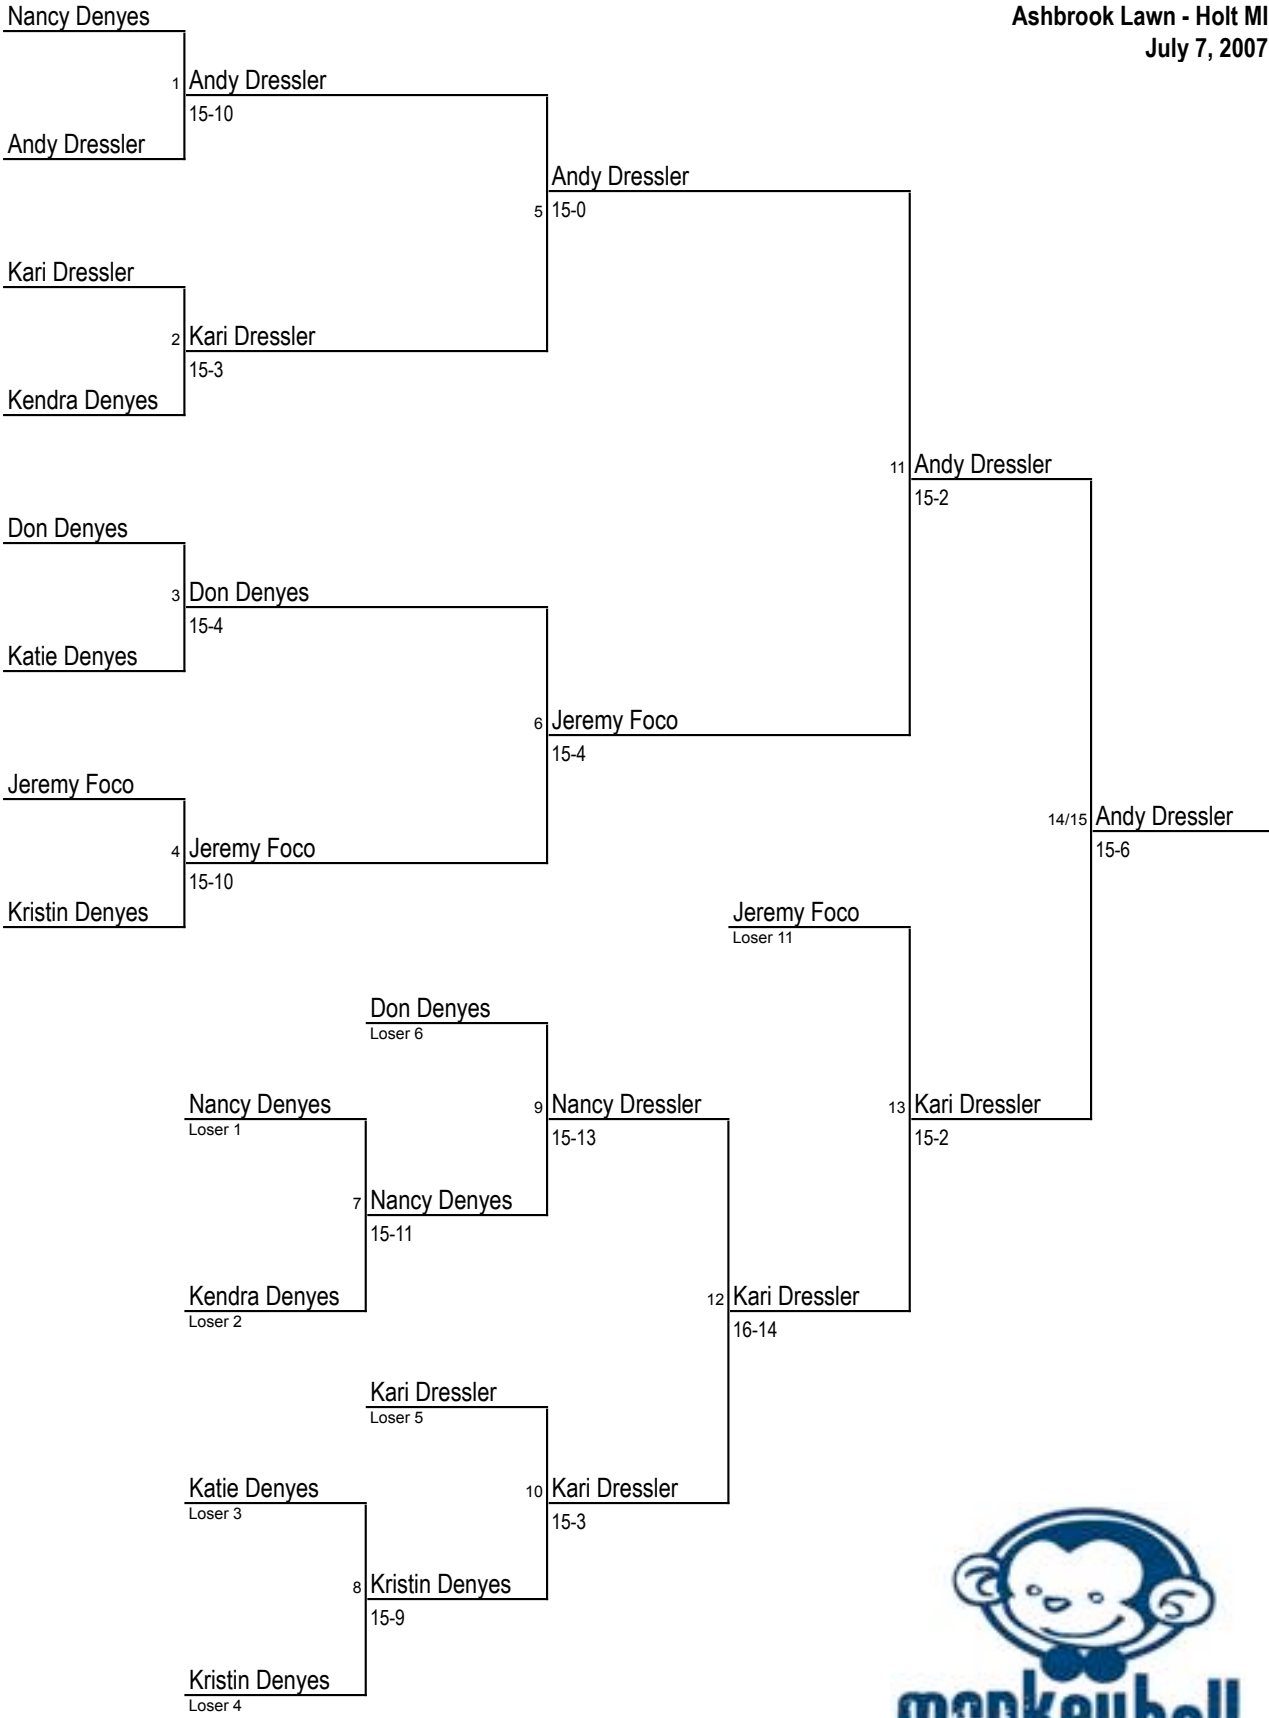 Nancy Denyes
Ashbrook Lawn - Holt MI
July 7, 2007
1 Andy Dressler
15-10
Andy Dressler
Andy Dressler
5 15-0
Kari Dressler
2 Kari Dressler
15-3
Kendra Denyes
11 Andy Dressler
15-2
Don Denyes
3 Don Denyes
15-4
Katie Denyes
6 Jeremy Foco
15-4
Jeremy Foco
14/15 Andy Dressler
15-6
4 Jeremy Foco
15-10
Kristin Denyes
Jeremy Foco
Loser 11
Don Denyes
Loser 6
Nancy Denyes
Loser 1
9 Nancy Dressler
15-13
13 Kari Dressler
15-2
7 Nancy Denyes
15-11
Kendra Denyes
Loser 2
12 Kari Dressler
16-14
Kari Dressler
Loser 5
Katie Denyes
Loser 3
10 Kari Dressler
15-3
8 Kristin Denyes
15-9
Kristin Denyes
Loser 4